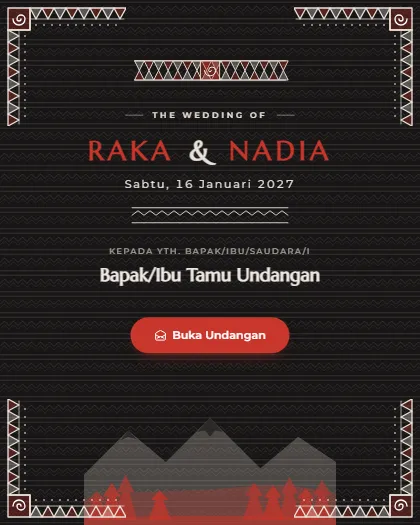 THE WEDDING OF
RAKA & NADIA
Sabtu, 16 Januari 2027
KEPADA YTH. BAPAK/IBU/SAUDARA/I
Bapak/Ibu Tamu Undangan
Buka Undangan